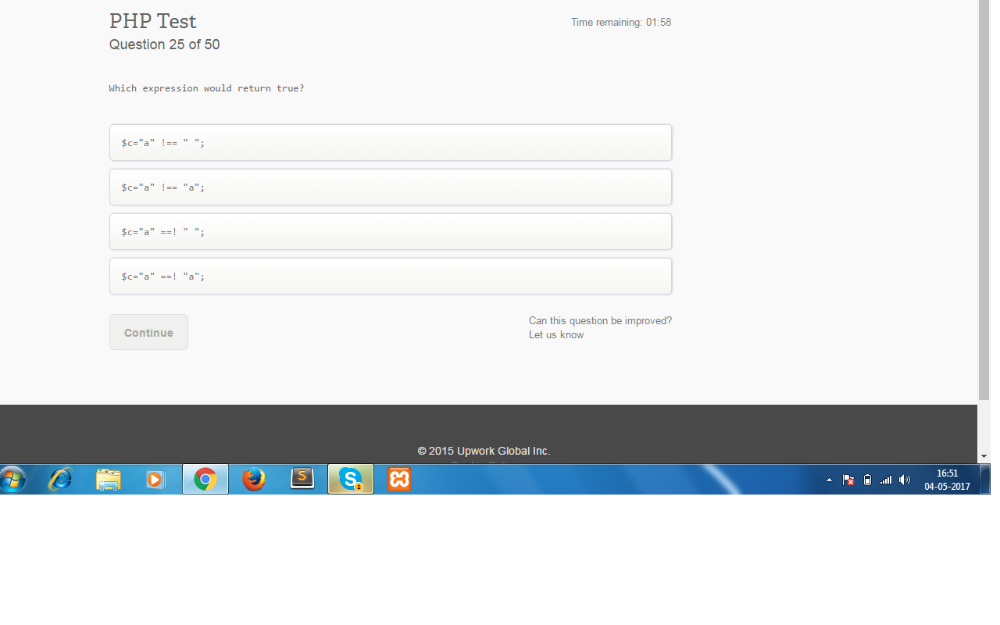 PHP Test
Time remaining: 01:58
Question 25 of 50
Which expression would return true?
$c="a" !== " ";
$c="a" !== "a";
$c="a" ==! " ";
$c="a" ==! "a";
Continue
Can this question be improved?
Let us know
© 2015 Upwork Global Inc.
S
S
1
16:51
04-05-2017